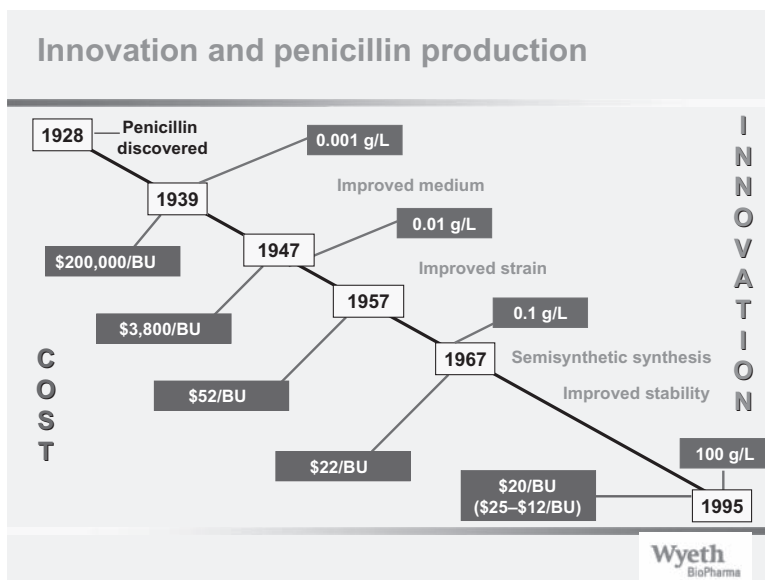 Innovation and penicillin production
1928
Penicillin
discovered
0.001 g/L
INNOVATION
1939
Improved medium
0.01 g/L
$200,000/BU
1947
Improved strain
1957
0.1 g/L
$3,800/BU
1967
Semisynthetic synthesis
COST
$52/BU
Improved stability
$22/BU
100 g/L
$20/BU
($25–$12/BU)
1995
Wyeth
BioPharma